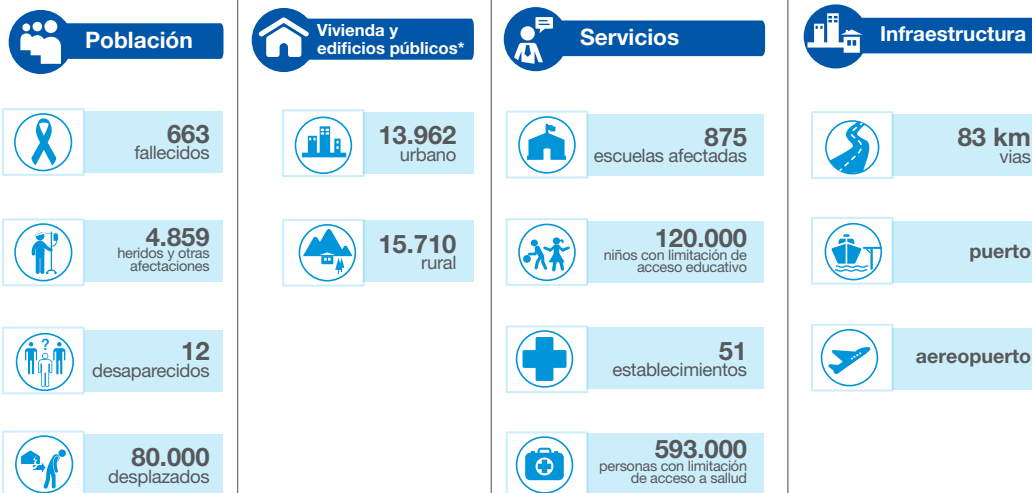 Población
663
fallecidos
4.859
heridos y otras
afectaciones
?
12
desaparecidos
80.000
desplazados
Vivienda y
edificios públicos*
13.962
urbano
15.710
rural
Servicios
875
escuelas afectadas
120.000
niños con limitación de
acceso educativo
51
establecimientos
593.000
personas con limitación
de acceso a sallud
Infraestructura
83 km
vias
puerto
aereopuerto